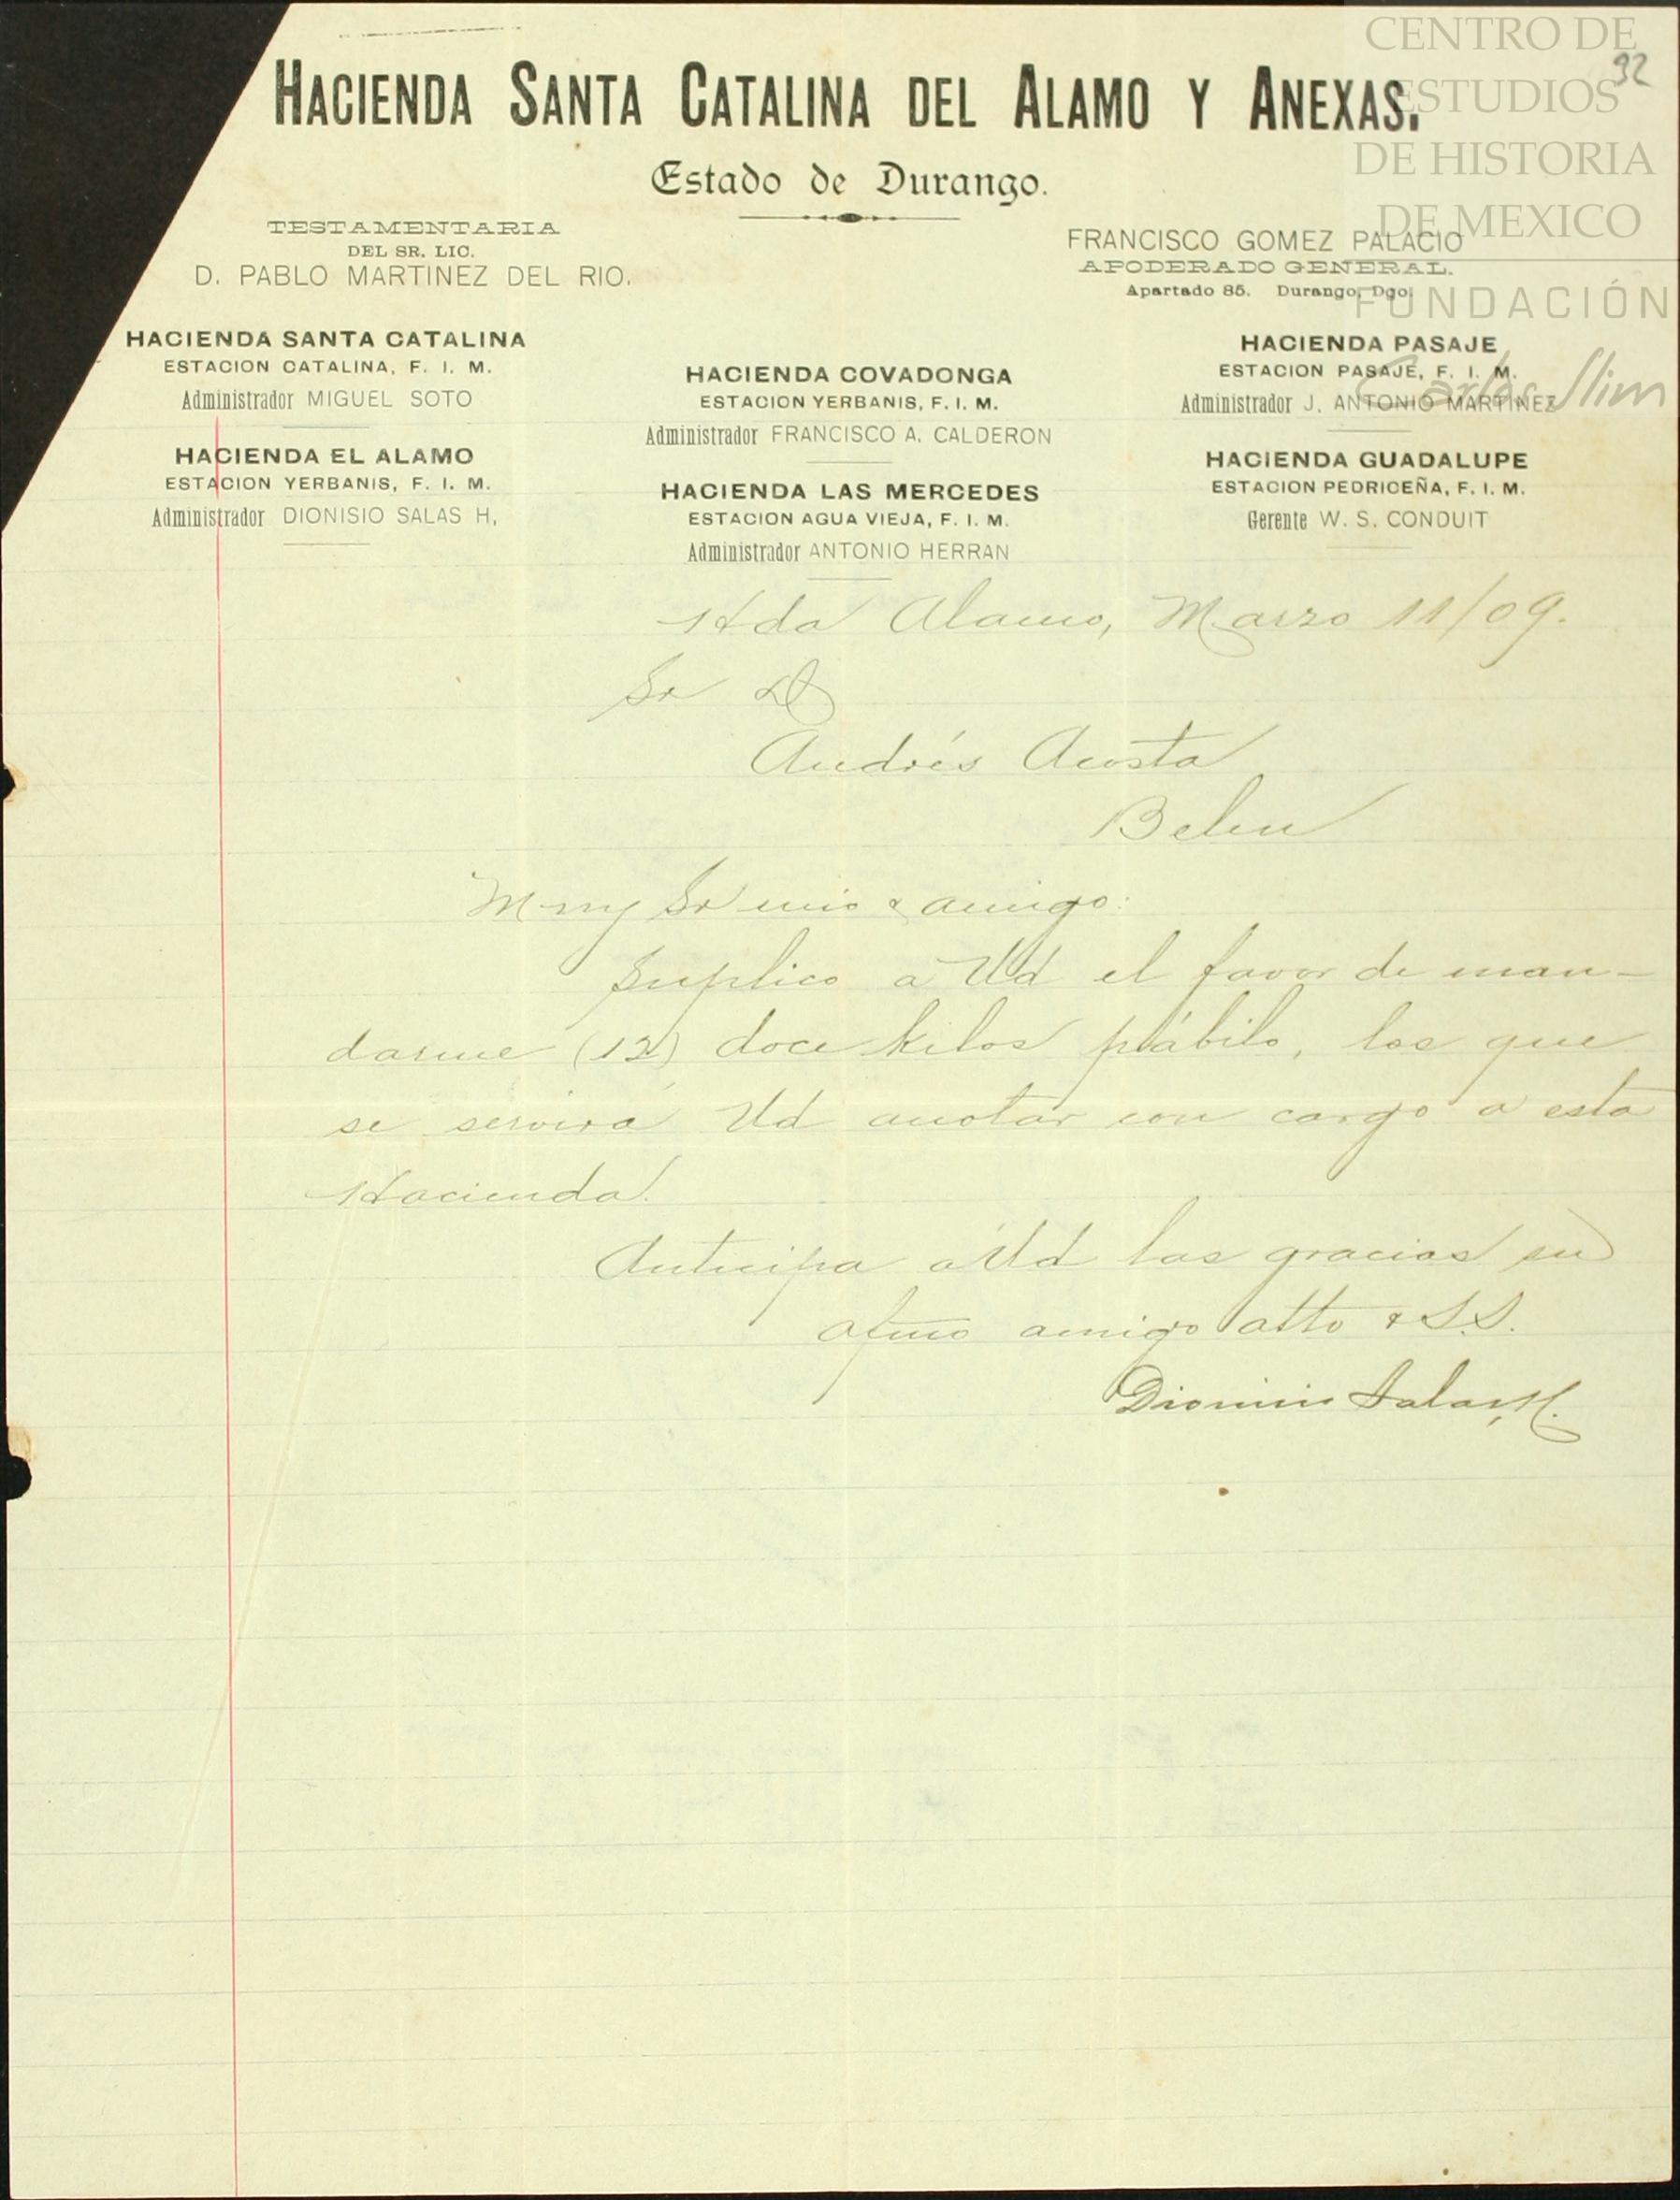 CENTRO DE
ESTUDIOS
DE HISTORIA
DE MEXICO
FUNDACIÓN
Carlos Slim
92
HACIENDA SANTA CATALINA DEL ALAMO Y ANEXAS.
Estado de Durango.
TESTAMENTARIA
DEL SR. LIC.
D. PABLO MARTINEZ DEL RIO.
FRANCISCO GOMEZ PALACIO
APODERADO GENERAL.
Apartado 85. Durango, Dgo.
HACIENDA SANTA CATALINA
ESTACION CATALINA, F. I. M.
Administrador MIGUEL SOTO
HACIENDA EL ALAMO
ESTACION YERBANIS, F. I. M.
Administrador DIONISIO SALAS H,
HACIENDA COVADONGA
ESTACION YERBANIS, F. I. M.
Administrador FRANCISCO A. CALDERON
HACIENDA LAS MERCEDES
ESTACION AGUA VIEJA, F. I. M.
Administrador ANTONIO HERRAN
HACIENDA PASAJE
ESTACION PASAJE, F. I. M.
Administrador J. ANTONIO MARTINEZ
HACIENDA GUADALUPE
ESTACION PEDRICEÑA, F. I. M.
Gerente W. S. CONDUIT
Hda Alamo, Marzo 11/09.
Sr D
Andrés Acosta
Belen
Muy Sr mio & amigo:
Suplico a Ud el favor de man-
darme (12) doce kilos pábilo, los que
se servirá Ud anotar con cargo a esta
Hacienda.
Anticipa a Ud las gracias su
afmo amigo atto & S.S.
Dionisio Salas H.